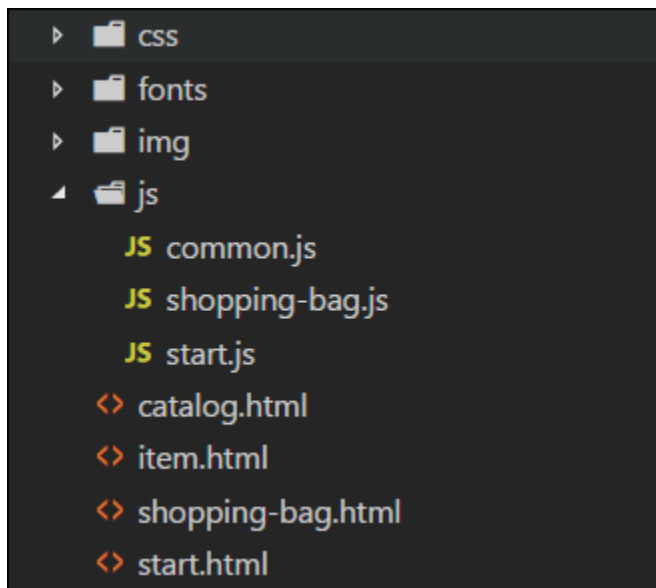 css
fonts
img
js
JS common.js
JS shopping-bag.js
JS start.js
<> catalog.html
<> item.html
<> shopping-bag.html
<> start.html